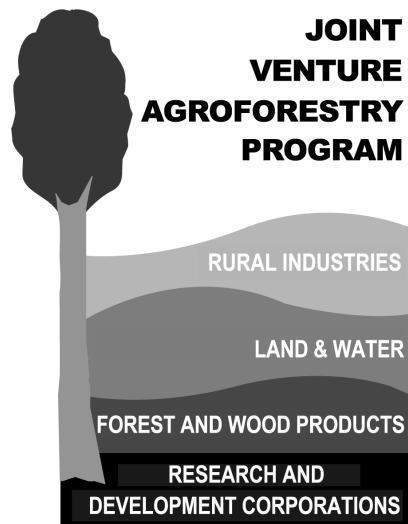 JOINT
VENTURE
AGROFORESTRY
PROGRAM
RURAL INDUSTRIES
LAND & WATER
FOREST AND WOOD PRODUCTS
RESEARCH AND
DEVELOPMENT CORPORATIONS